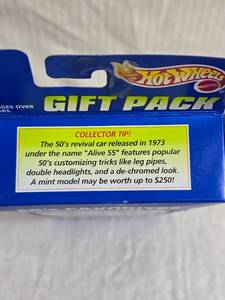 Hot Wheels
MATTEL
AGES OVER
GIFT PACK
COLLECTOR TIP!
The 50's revival car released in 1973
under the name "Alive 55" features popular
50's customizing tricks like leg pipes,
double headlights, and a de-chromed look.
A mint model may be worth up to $250!